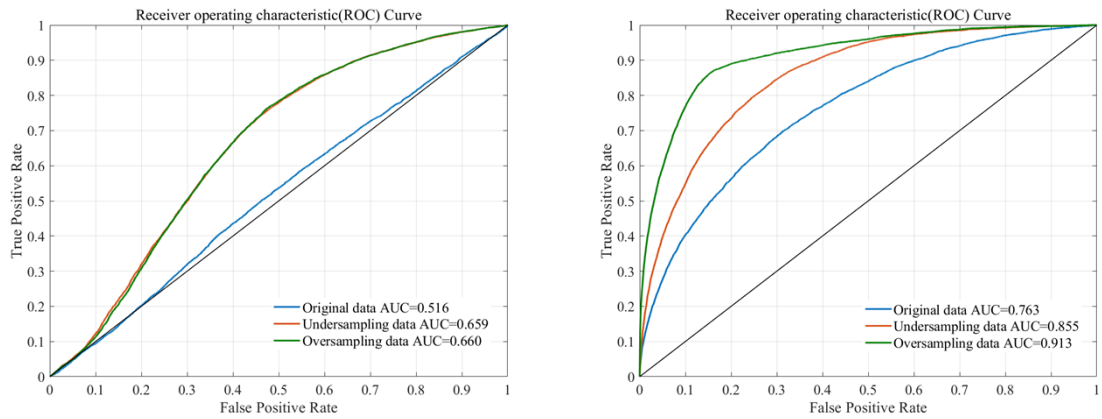 Receiver operating characteristic(ROC) Curve
1
0.9
0.8
0.7
0.6
0.5
0.4
0.3
0.2
0.1
0
True Positive Rate
Original data AUC=0.516
Undersampling data AUC=0.659
Oversampling data AUC=0.660
0 0.1 0.2 0.3 0.4 0.5 0.6 0.7 0.8 0.9 1
False Positive Rate
Receiver operating characteristic(ROC) Curve
1
0.9
0.8
0.7
0.6
0.5
0.4
0.3
0.2
0.1
0
True Positive Rate
Original data AUC=0.763
Undersampling data AUC=0.855
Oversampling data AUC=0.913
0 0.1 0.2 0.3 0.4 0.5 0.6 0.7 0.8 0.9 1
False Positive Rate